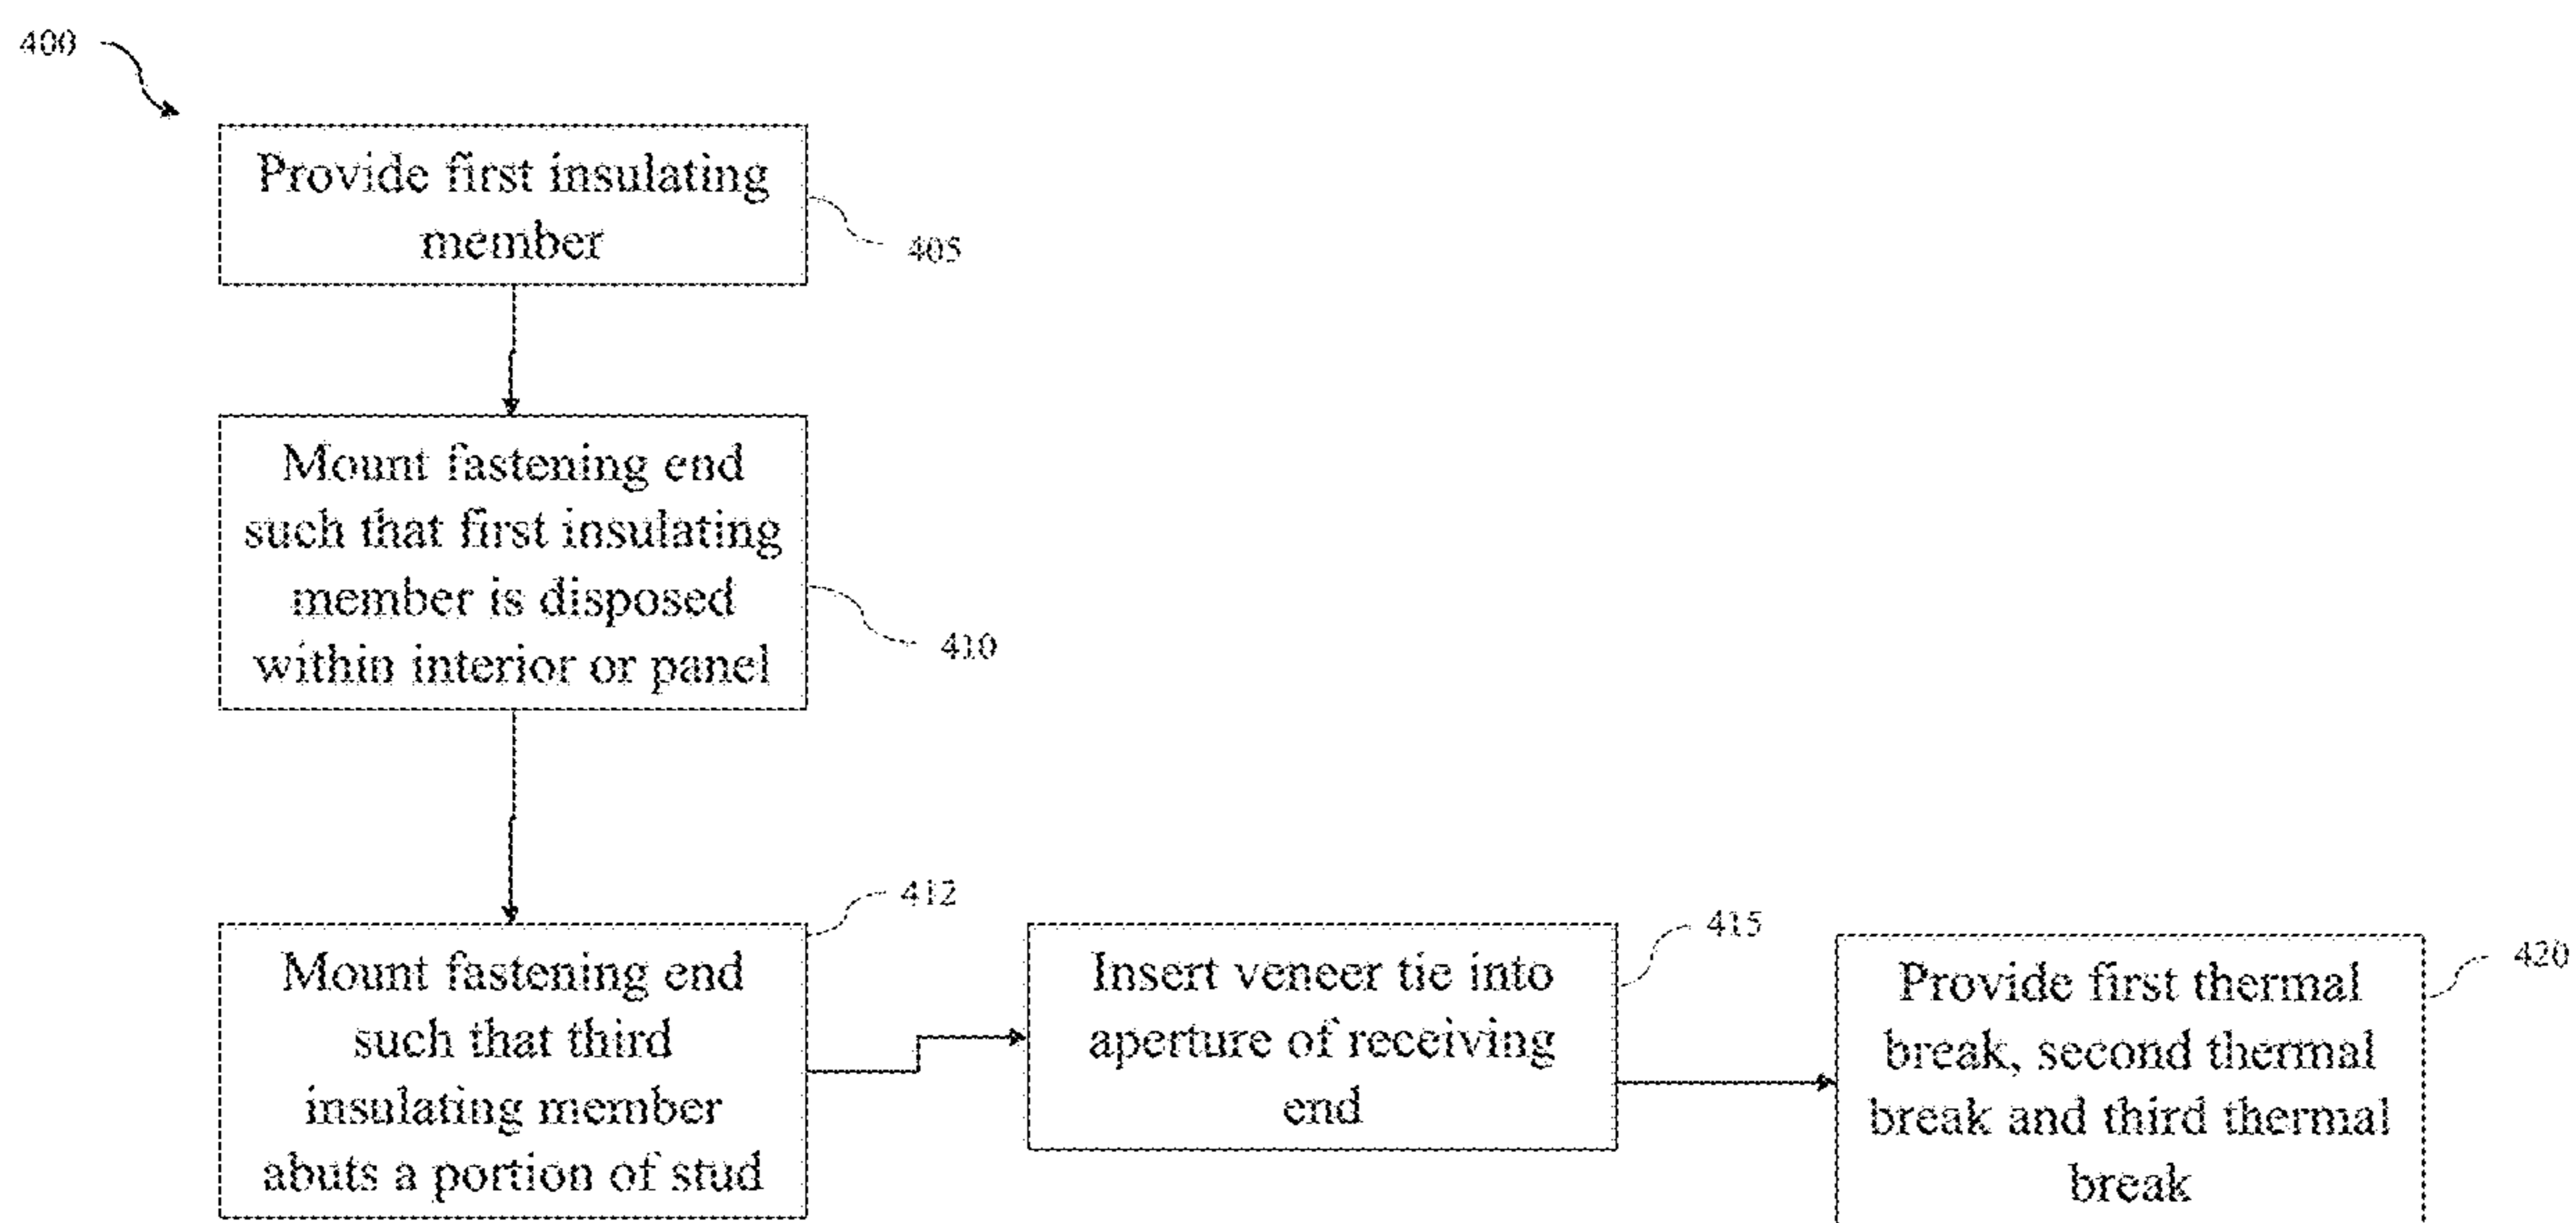 400
Provide first insulating
member
405
Mount fastening end
such that first insulating
member is disposed
within interior or panel
410
Mount fastening end
such that third
insulating member
abuts a portion of stud
412
Insert veneer tie into
aperture of receiving
end
415
Provide first thermal
break, second thermal
break and third thermal
break
420